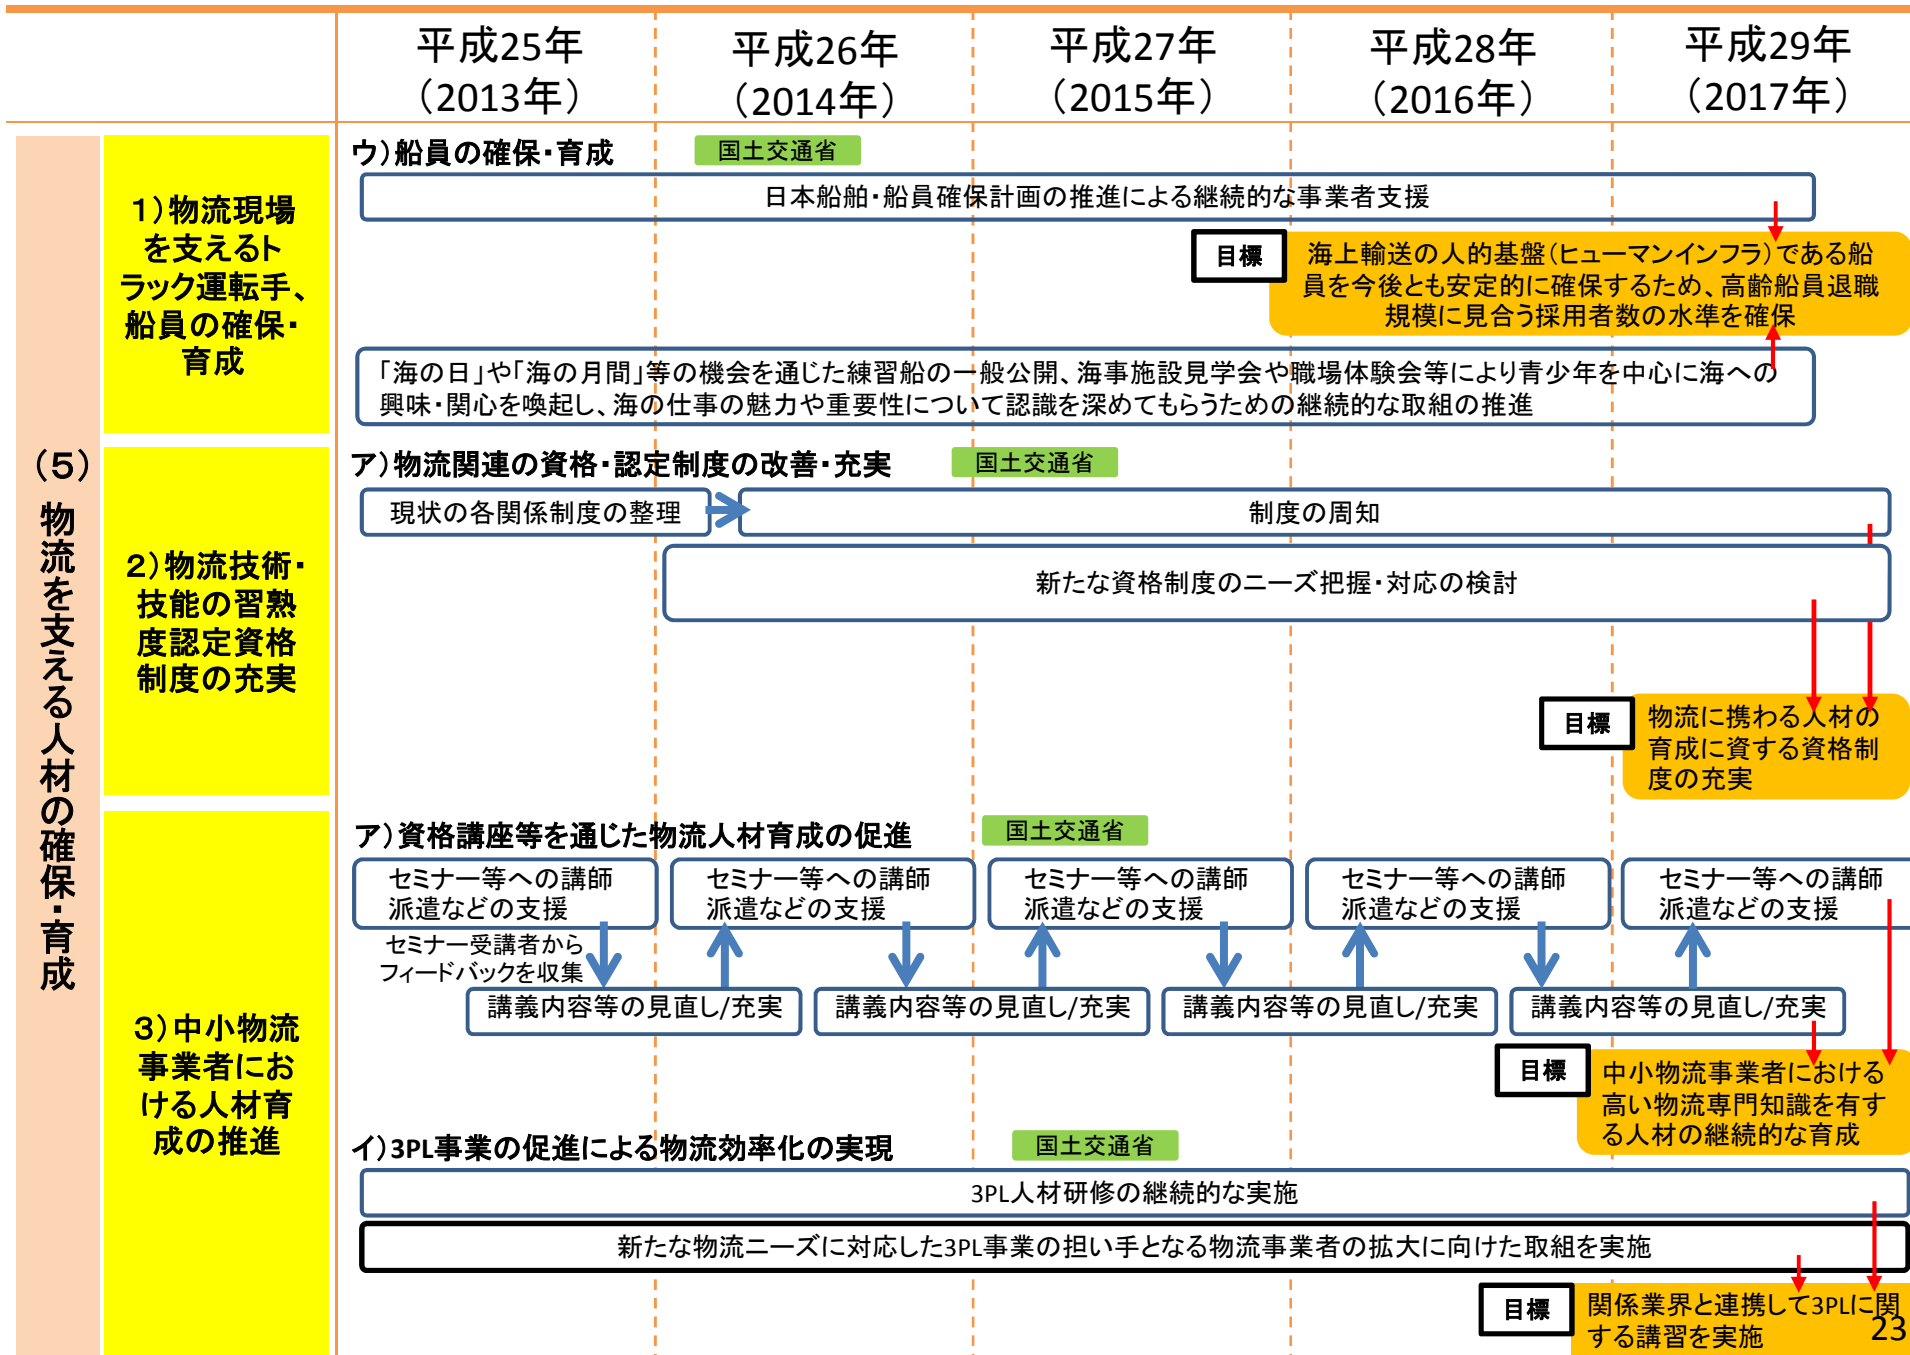 平成25年
（2013年）
平成26年
（2014年）
平成27年
（2015年）
平成28年
（2016年）
平成29年
（2017年）
（5）物流を支える人材の確保・育成
1）物流現場
を支えるト
ラック運転手、
船員の確保・
育成
ウ）船員の確保・育成
国土交通省
日本船舶・船員確保計画の推進による継続的な事業者支援
目標
海上輸送の人的基盤（ヒューマンインフラ）である船
員を今後とも安定的に確保するため、高齢船員退職
規模に見合う採用者数の水準を確保
「海の日」や「海の月間」等の機会を通じた練習船の一般公開、海事施設見学会や職場体験会等により青少年を中心に海への
興味・関心を喚起し、海の仕事の魅力や重要性について認識を深めてもらうための継続的な取組の推進
2）物流技術・
技能の習熟
度認定資格
制度の充実
ア）物流関連の資格・認定制度の改善・充実
国土交通省
現状の各関係制度の整理
制度の周知
新たな資格制度のニーズ把握・対応の検討
目標
物流に携わる人材の
育成に資する資格制
度の充実
3）中小物流
事業者にお
ける人材育
成の推進
ア）資格講座等を通じた物流人材育成の促進
国土交通省
セミナー等への講師
派遣などの支援
セミナー等への講師
派遣などの支援
セミナー等への講師
派遣などの支援
セミナー等への講師
派遣などの支援
セミナー等への講師
派遣などの支援
セミナー受講者から
フィードバックを収集
講義内容等の見直し/充実
講義内容等の見直し/充実
講義内容等の見直し/充実
講義内容等の見直し/充実
目標
中小物流事業者における
高い物流専門知識を有す
る人材の継続的な育成
イ）3PL事業の促進による物流効率化の実現
国土交通省
3PL人材研修の継続的な実施
新たな物流ニーズに対応した3PL事業の担い手となる物流事業者の拡大に向けた取組を実施
目標
関係業界と連携して3PLに関
する講習を実施
23